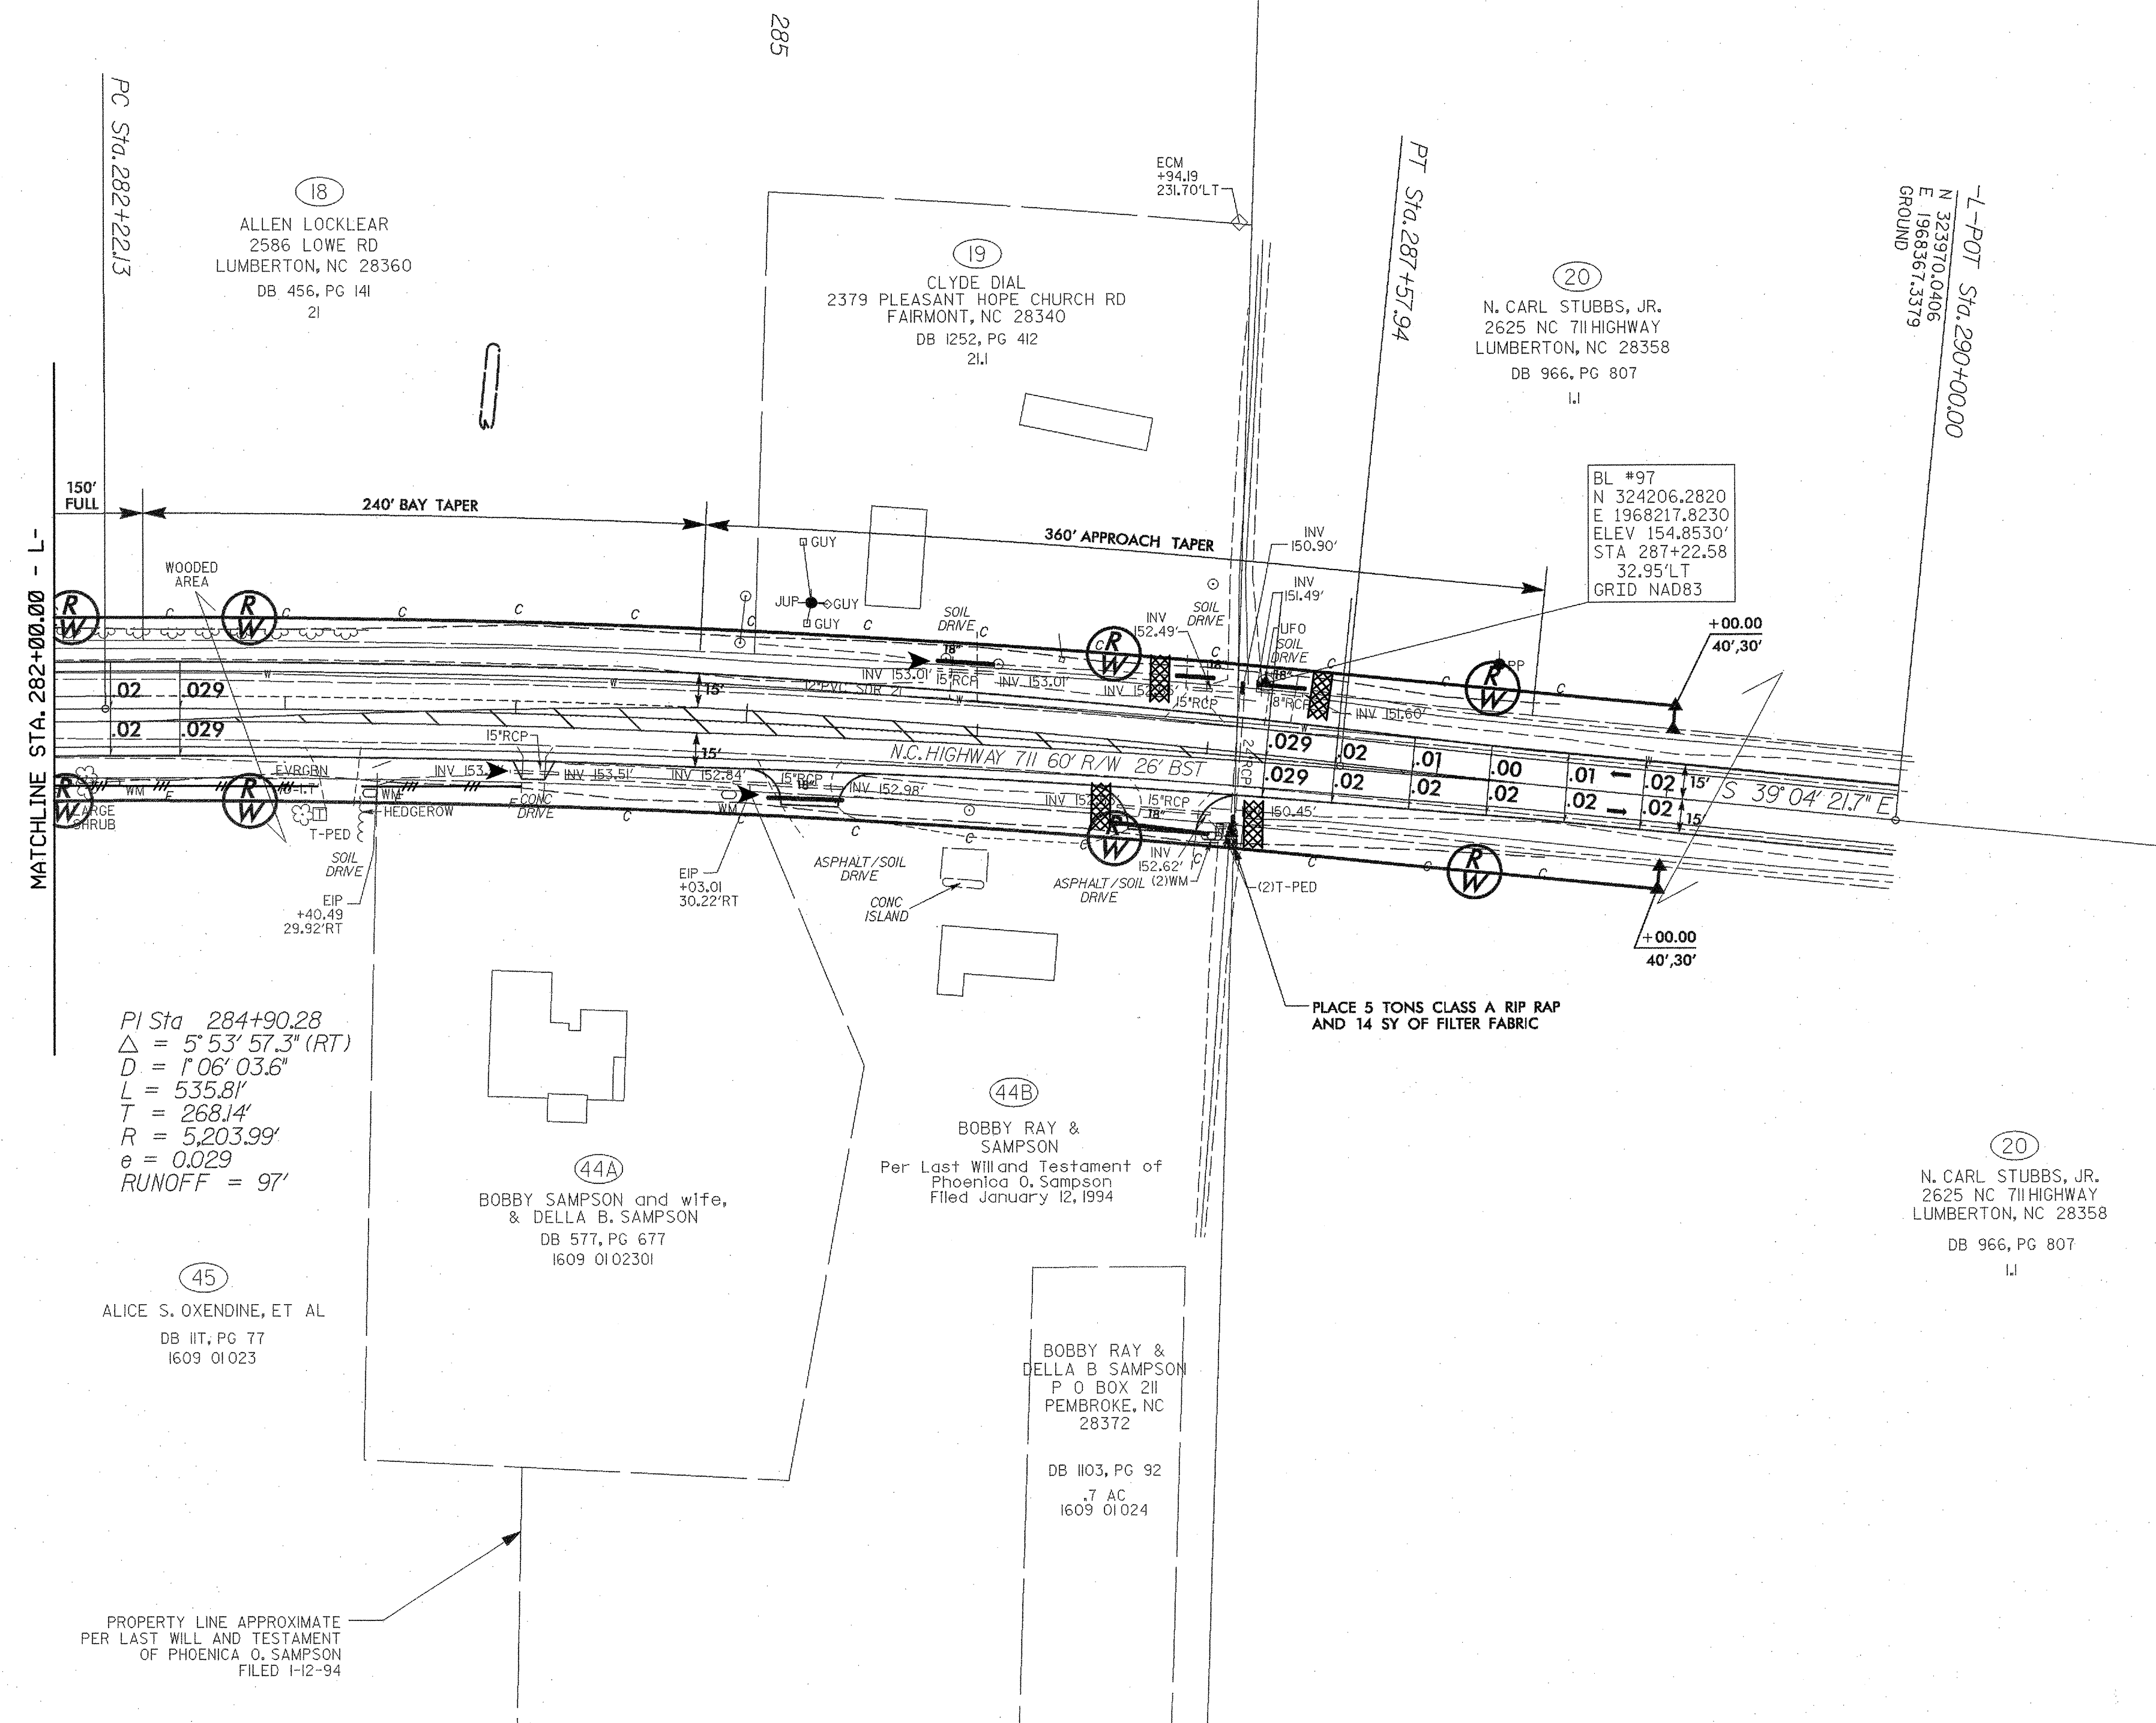 285
PC Sta. 282+22.13
18
ALLEN LOCKLEAR
2586 LOWE RD
LUMBERTON, NC 28360
DB 456, PG 141
21
19
CLYDE DIAL
2379 PLEASANT HOPE CHURCH RD
FAIRMONT, NC 28340
DB 1252, PG 412
21.1
ECM
+94.19
231.70'LT
PT Sta. 287+57.94
20
N. CARL STUBBS, JR.
2625 NC 711 HIGHWAY
LUMBERTON, NC 28358
DB 966, PG 807
1.1
-L- POT Sta. 290+00.00
N 323970.0406
E 1968367.3379
GROUND
BL #97
N 324206.2820
E 1968217.8230
ELEV 154.8530'
STA 287+22.58
32.95'LT
GRID NAD83
MATCHLINE STA. 282+00.00 - L-
150'
FULL
240' BAY TAPER
360' APPROACH TAPER
WOODED
AREA
GUY
JUP
GUY
GUY
SOIL
DRIVE
SOIL
DRIVE
INV
150.90'
INV
151.49'
INV
152.49'
UFO
SOIL
DRIVE
R
W
R
W
R
W
R
W
PP
+00.00
40',30'
18"
18"
18"
INV 153.01'
15"RCP
INV 153.01'
12" PVC SDR 21
15"RCP
18"RCP
INV 151.60'
15'
.02
.029
.02
.029
15'
N.C. HIGHWAY 711 60' R/W 26' BST
24"RCP
.029
.02
.01
.00
.01
.02
15'
.029
.02
.02
.02
.02
.02
15'
S 39° 04' 21.7" E
15"RCP
EVRGRN
INV 153.51'
INV 152.84'
15"RCP
18"
INV 152.98'
15"RCP
18"
150.45'
WM
WM
WM
HEDGEROW
CONC
DRIVE
LARGE
SHRUB
T-PED
R
W
R
W
R
W
R
W
SOIL
DRIVE
EIP
+40.49
29.92'RT
EIP
+03.01
30.22'RT
ASPHALT/SOIL
DRIVE
CONC
ISLAND
INV
152.62'
ASPHALT/SOIL
DRIVE
(2)WM
(2)T-PED
+00.00
40',30'
PLACE 5 TONS CLASS A RIP RAP
AND 14 SY OF FILTER FABRIC
PI Sta 284+90.28
△ = 5° 53' 57.3" (RT)
D = 1° 06' 03.6"
L = 535.81'
T = 268.14'
R = 5,203.99'
e = 0.029
RUNOFF = 97'
44A
BOBBY SAMPSON and wife,
& DELLA B. SAMPSON
DB 577, PG 677
1609 01 02301
44B
BOBBY RAY &
SAMPSON
Per Last Will and Testament of
Phoenica O. Sampson
Filed January 12, 1994
20
N. CARL STUBBS, JR.
2625 NC 711 HIGHWAY
LUMBERTON, NC 28358
DB 966, PG 807
1.1
45
ALICE S. OXENDINE, ET AL
DB 11T, PG 77
1609 01 023
BOBBY RAY &
DELLA B SAMPSON
P O BOX 211
PEMBROKE, NC
28372
DB 1103, PG 92
.7 AC
1609 01 024
PROPERTY LINE APPROXIMATE
PER LAST WILL AND TESTAMENT
OF PHOENICA O. SAMPSON
FILED 1-12-94